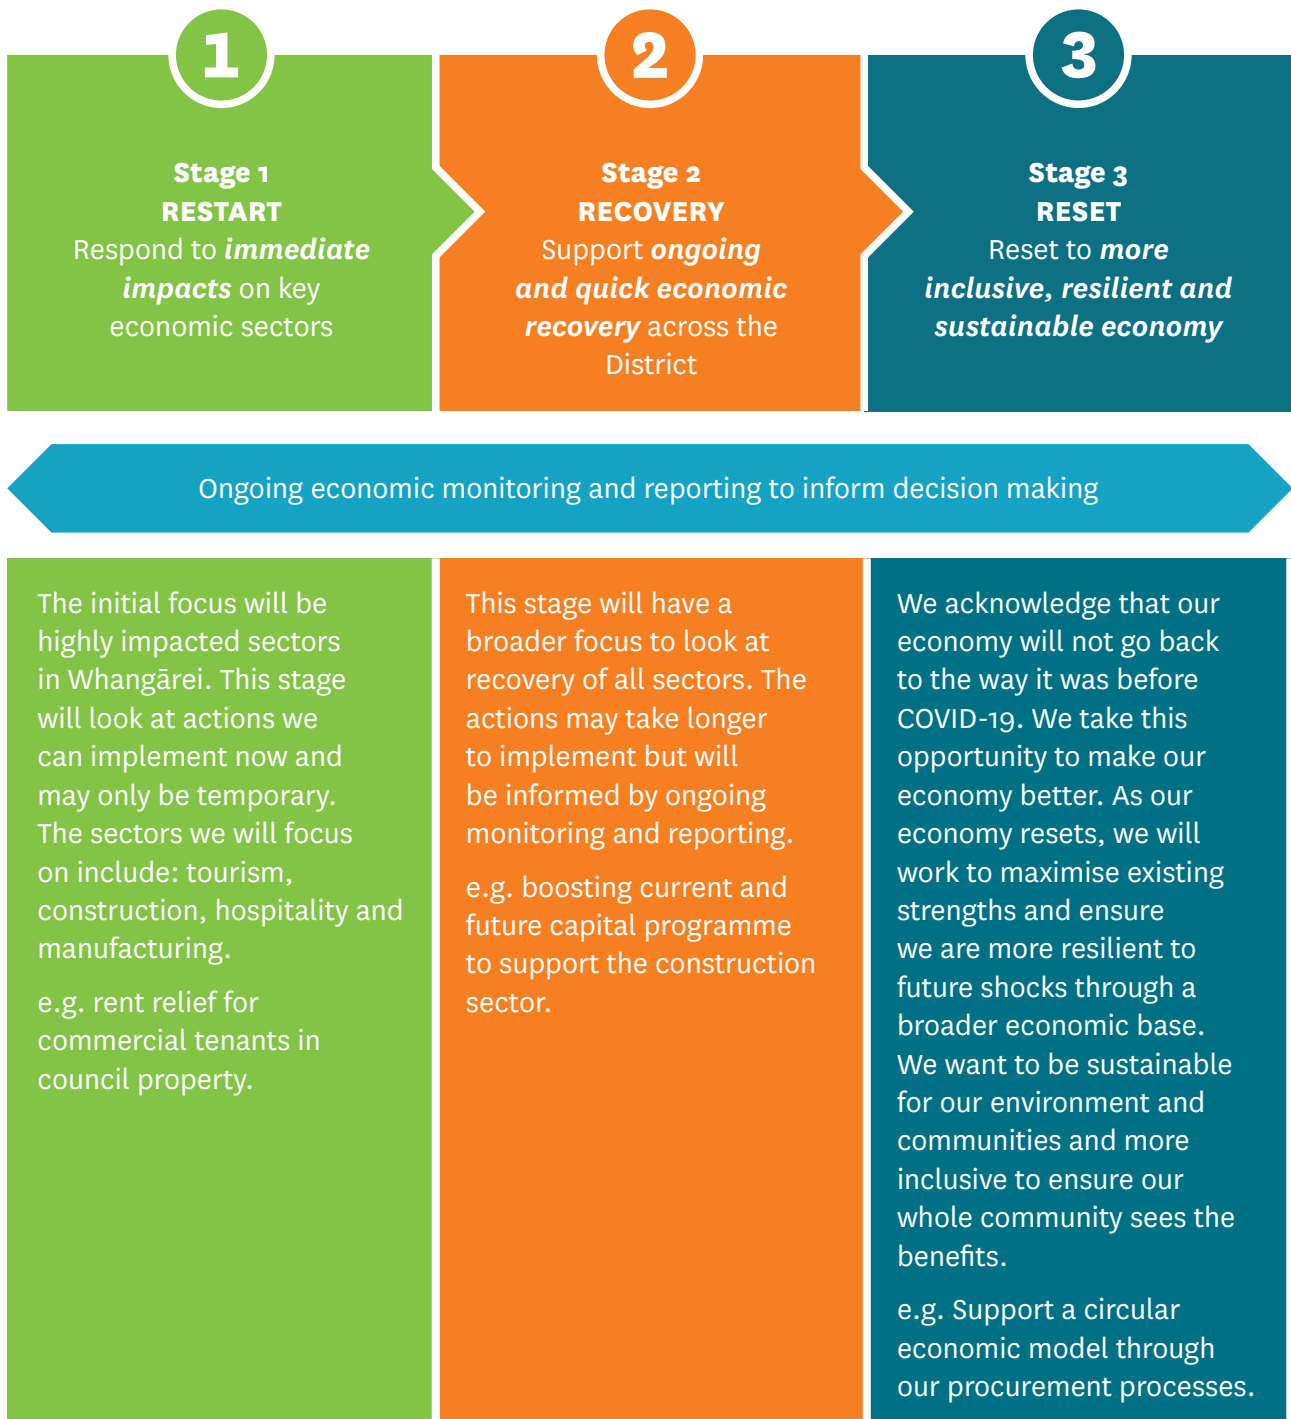 1
Stage 1
RESTART
Respond to immediate
impacts on key
economic sectors
2
Stage 2
RECOVERY
Support ongoing
and quick economic
recovery across the
District
3
Stage 3
RESET
Reset to more
inclusive, resilient and
sustainable economy
Ongoing economic monitoring and reporting to inform decision making
The initial focus will be
highly impacted sectors
in Whangārei. This stage
will look at actions we
can implement now and
may only be temporary.
The sectors we will focus
on include: tourism,
construction, hospitality and
manufacturing.
e.g. rent relief for
commercial tenants in
council property.
This stage will have a
broader focus to look at
recovery of all sectors. The
actions may take longer
to implement but will
be informed by ongoing
monitoring and reporting.
e.g. boosting current and
future capital programme
to support the construction
sector.
We acknowledge that our
economy will not go back
to the way it was before
COVID-19. We take this
opportunity to make our
economy better. As our
economy resets, we will
work to maximise existing
strengths and ensure
we are more resilient to
future shocks through a
broader economic base.
We want to be sustainable
for our environment and
communities and more
inclusive to ensure our
whole community sees the
benefits.
e.g. Support a circular
economic model through
our procurement processes.